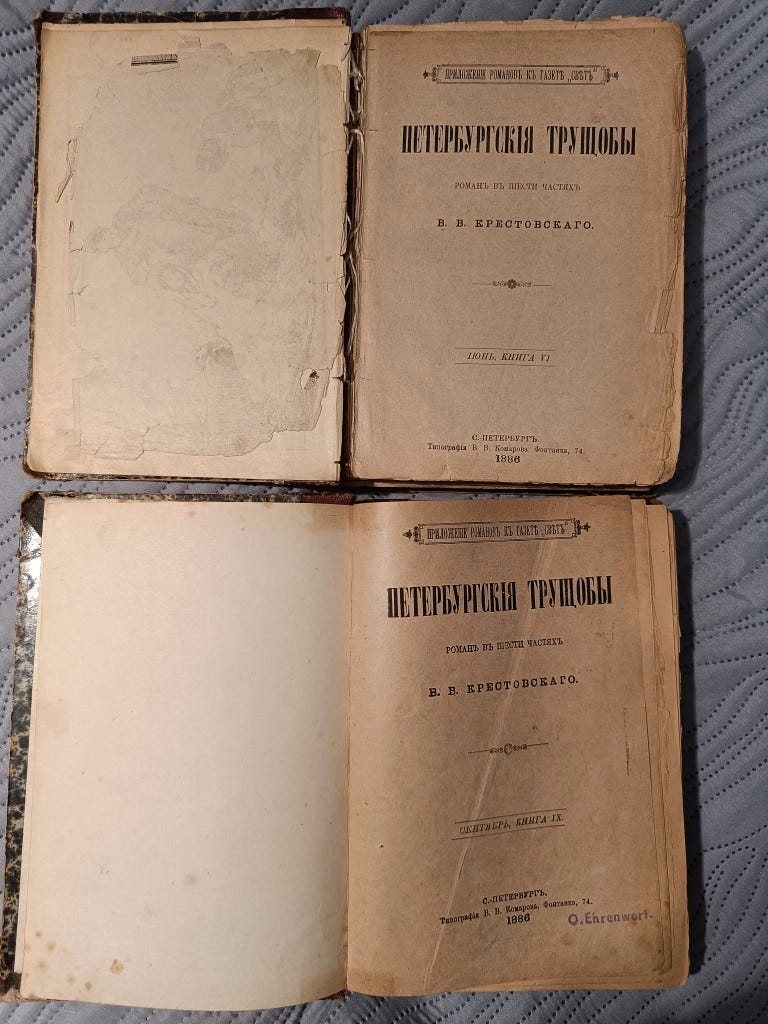 ПРИЛОЖЕНІЕ РОМАНОВЪ КЪ ГАЗЕТѢ „СВѢТЪ“
ПЕТЕРБУРГСКІЯ ТРУЩОБЫ
РОМАНЪ ВЪ ШЕСТИ ЧАСТЯХЪ
В. В. КРЕСТОВСКАГО.
ІЮНЬ, КНИГА VI
С.-ПЕТЕРБУРГЪ.
Типографія В. В. Комарова. Фонтанка, 74.
1886
ПРИЛОЖЕНІЕ РОМАНОВЪ КЪ ГАЗЕТѢ „СВѢТЪ“
ПЕТЕРБУРГСКІЯ ТРУЩОБЫ
РОМАНЪ ВЪ ШЕСТИ ЧАСТЯХЪ
В. В. КРЕСТОВСКАГО.
СЕНТЯБРЬ, КНИГА IX.
С.-ПЕТЕРБУРГЪ.
Типографія В. В. Комарова. Фонтанка, 74.
1886
O. Ehrenwert.